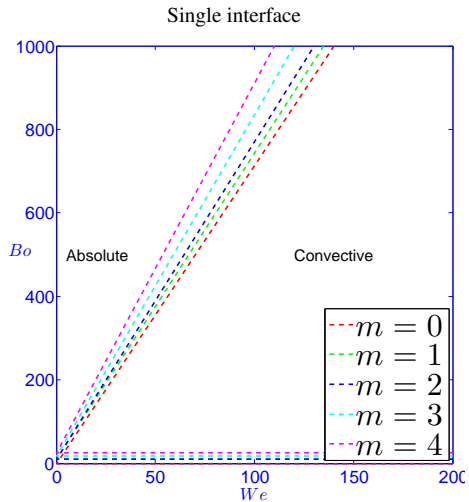 Single interface
1000
800
600
Bo
Absolute
Convective
400
m = 0
m = 1
200
m = 2
m = 3
m = 4
0
0
50
100
150
200
We